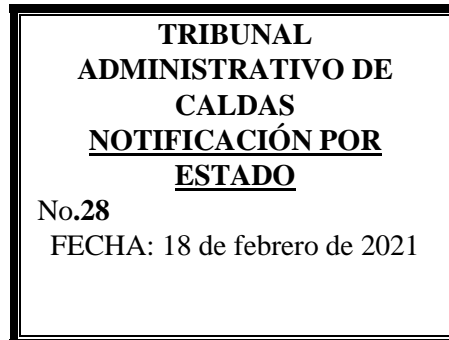 TRIBUNAL
ADMINISTRATIVO DE
CALDAS
NOTIFICACIÓN POR
ESTADO
No.28
FECHA: 18 de febrero de 2021